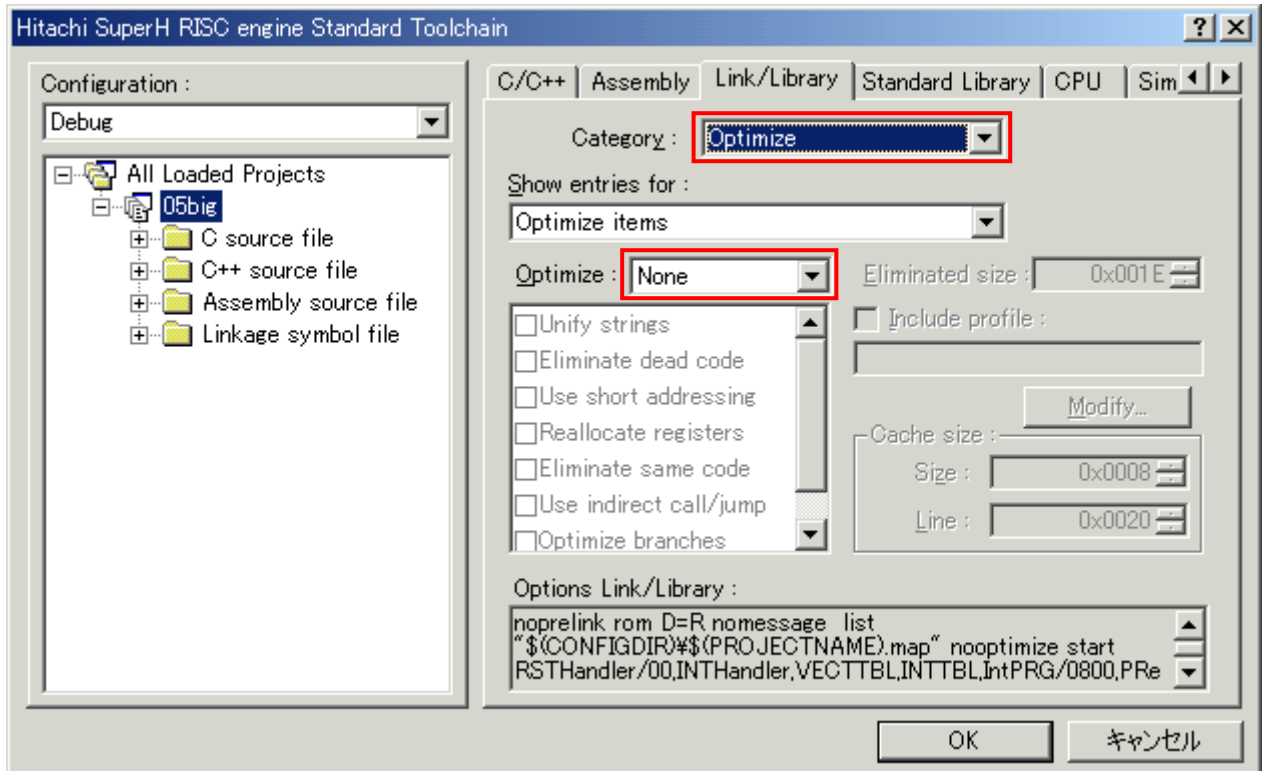 Hitachi SuperH RISC engine Standard Toolchain
Configuration :
Debug
All Loaded Projects
05big
C source file
C++ source file
Assembly source file
Linkage symbol file
C/C++ Assembly Link/Library Standard Library CPU Sim
Category : Optimize
Show entries for :
Optimize items
Optimize : None
Eliminated size : 0x001E
Unify strings
Eliminate dead code
Use short addressing
Reallocate registers
Eliminate same code
Use indirect call/jump
Optimize branches
Include profile :
Modify...
Cache size :
Size : 0x0008
Line : 0x0020
Options Link/Library :
noprelink rom D=R nomessage list
"$(CONFIGDIR)¥$(PROJECTNAME).map" nooptimize start
RSTHandler/00,INTHandler,VECTTBL,INTTBL,IntPRG/0800,PRe
OK キャンセル